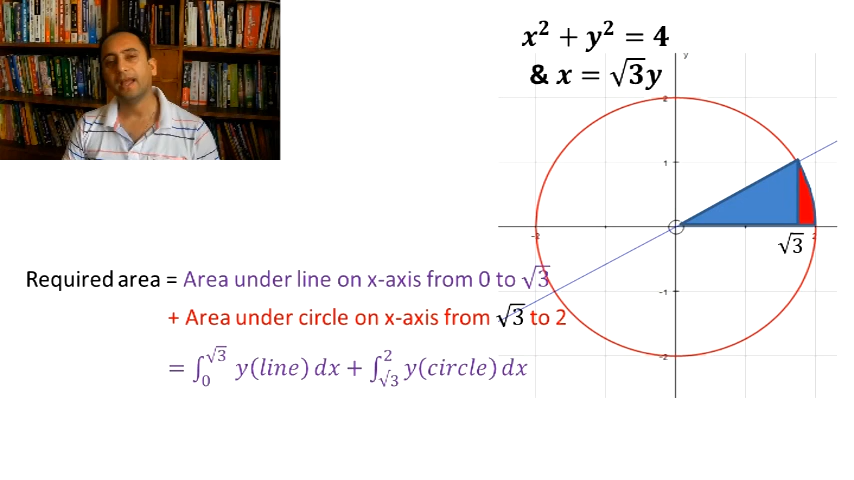 x² + y² = 4
& x = √3y
y
2
1
-2
2
√3
-1
-2
Required area = Area under line on x-axis from 0 to √3
+ Area under circle on x-axis from √3 to 2
= ∫₀^√3 y(line) dx + ∫_√3^2 y(circle) dx